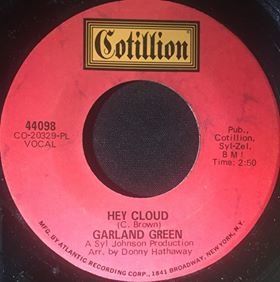 Cotillion
44098
CO-20329-PL
VOCAL
Pub.,
Cotillion,
Syl-Zel,
BMI
Time: 2:50
HEY CLOUD
(C. Brown)
GARLAND GREEN
A Syl Johnson Production
Arr. by Donny Hathaway
MFG. BY ATLANTIC RECORDING CORP., 1841 BROADWAY, NEW YORK, N.Y.